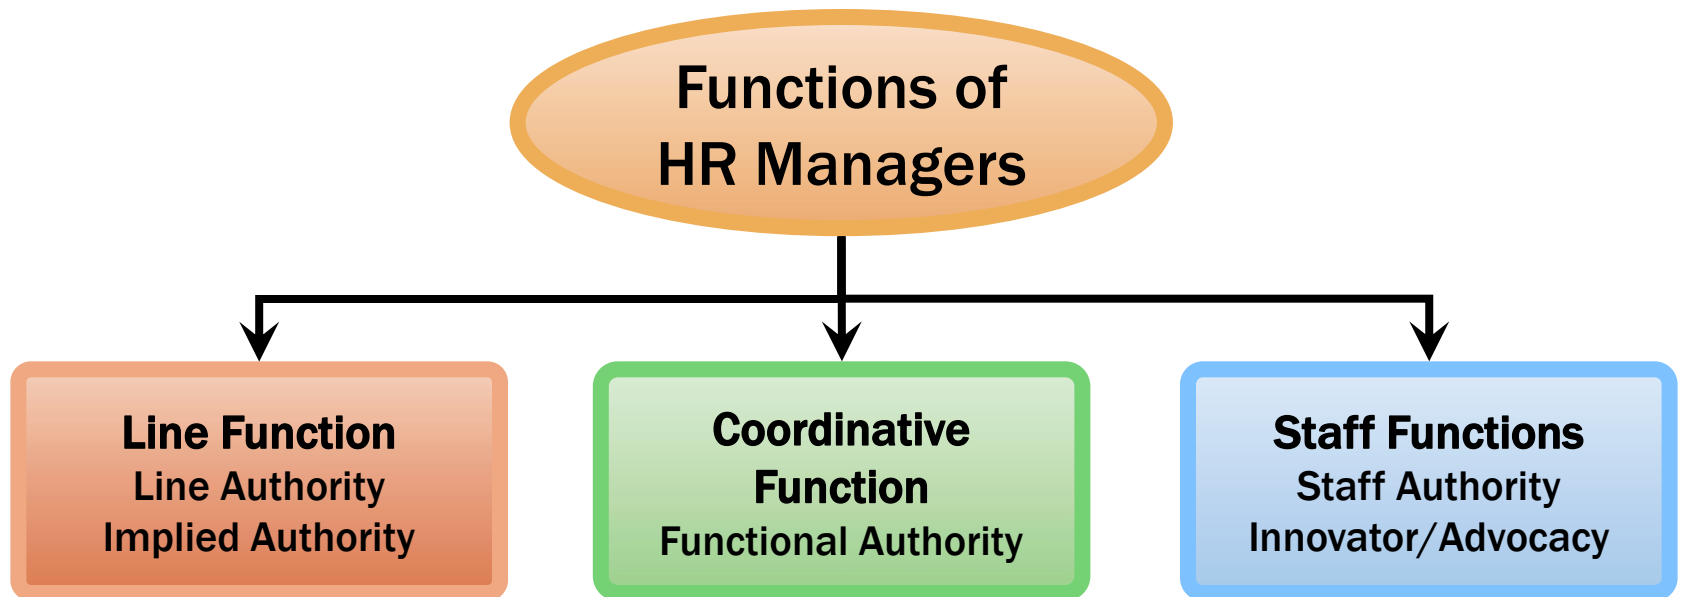 Functions of
HR Managers
Line Function
Line Authority
Implied Authority
Coordinative
Function
Functional Authority
Staff Functions
Staff Authority
Innovator/Advocacy